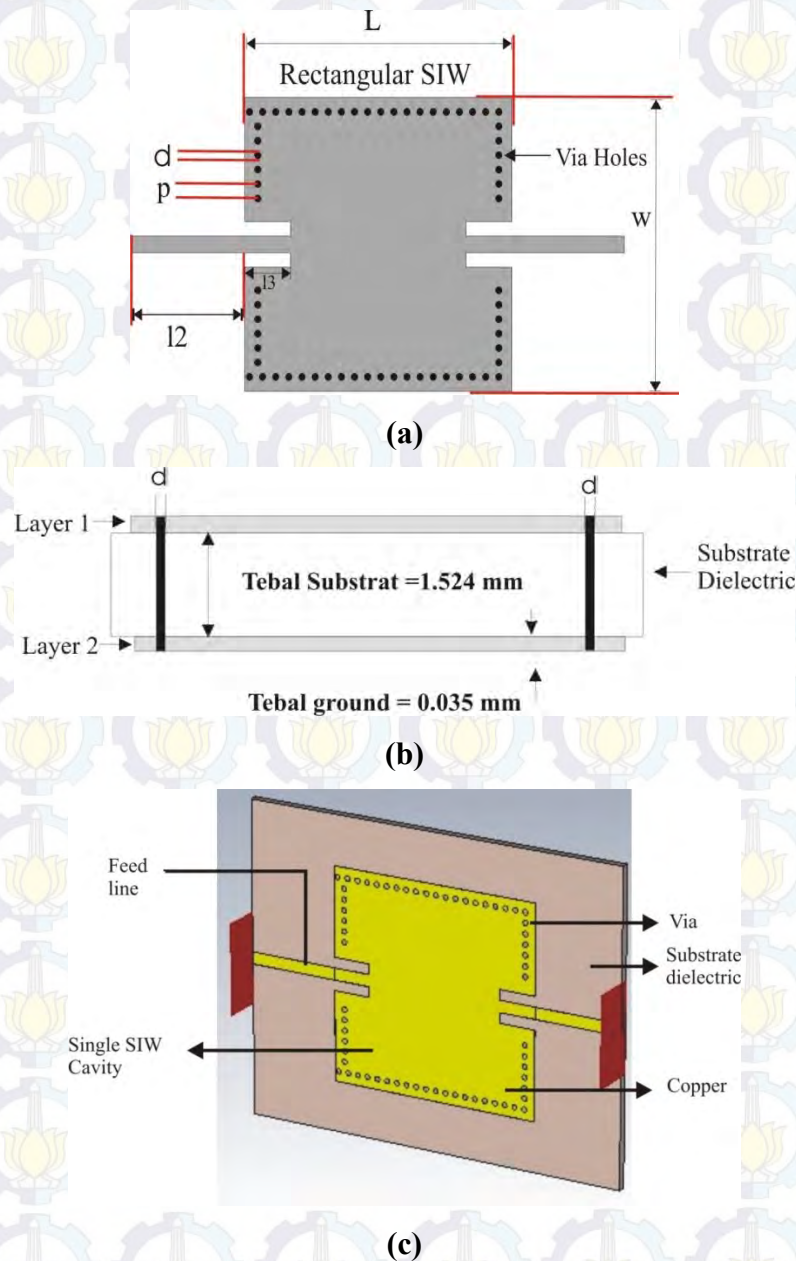 L
Rectangular SIW
d
Via Holes
p
W
l3
l2
(a)
d
d
Layer 1
Substrate
Dielectric
Tebal Substrat =1.524 mm
Layer 2
Tebal ground = 0.035 mm
(b)
Feed
line
Via
Substrate
dielectric
Single SIW
Cavity
Copper
(c)